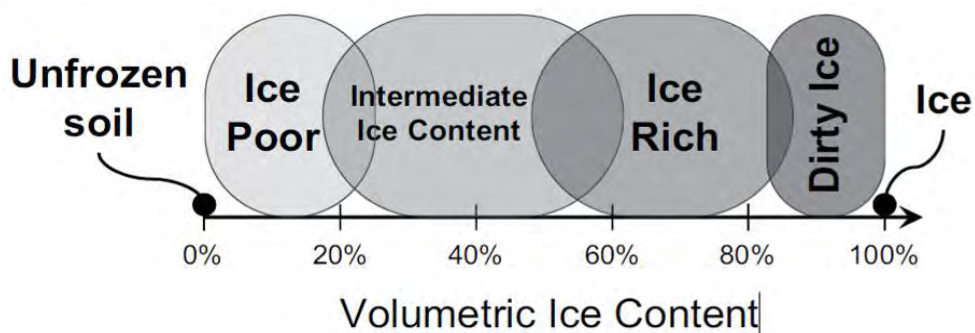 Unfrozen
soil
Ice
Poor
Intermediate
Ice Content
Ice
Rich
Dirty Ice
Ice
0%
20%
40%
60%
80%
100%
Volumetric Ice Content